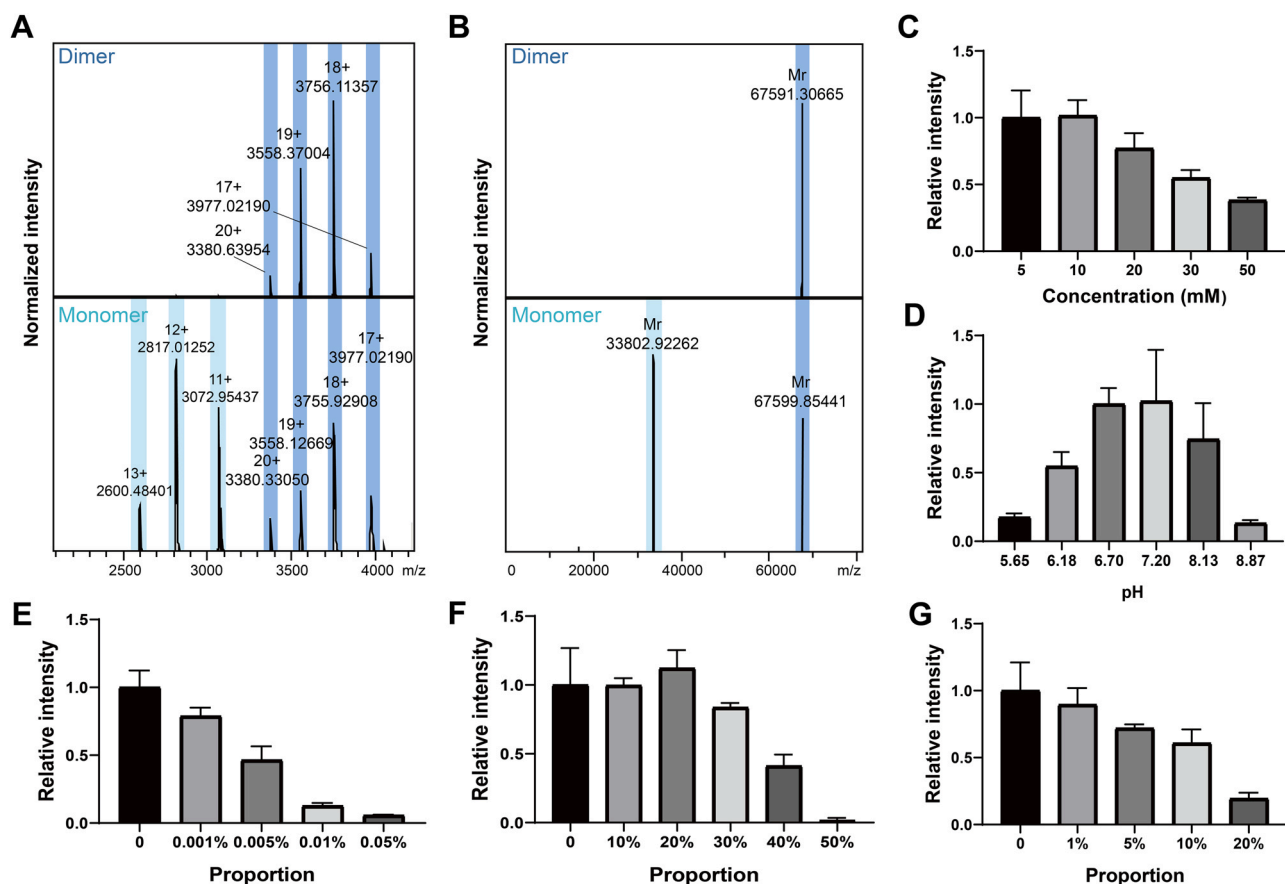 A
Dimer
18+
3756.11357
19+
3558.37004
17+
3977.02190
20+
3380.63954
Normalized intensity
Monomer
12+
2817.01252
17+
3977.02190
11+
3072.95437
18+
3755.92908
19+
3558.12669
20+
3380.33050
13+
2600.48401
2500 3000 3500 4000 m/z
B
Dimer
Mr
67591.30665
Normalized intensity
Monomer
Mr
33802.92262
Mr
67599.85441
0 20000 40000 60000 m/z
C
1.5
1.0
0.5
0.0
Relative intensity
5 10 20 30 50
Concentration (mM)
D
1.5
1.0
0.5
0.0
Relative intensity
5.65 6.18 6.70 7.20 8.13 8.87
pH
E
1.5
1.0
0.5
0.0
Relative intensity
0 0.001% 0.005% 0.01% 0.05%
Proportion
F
1.5
1.0
0.5
0.0
Relative intensity
0 10% 20% 30% 40% 50%
Proportion
G
1.5
1.0
0.5
0.0
Relative intensity
0 1% 5% 10% 20%
Proportion